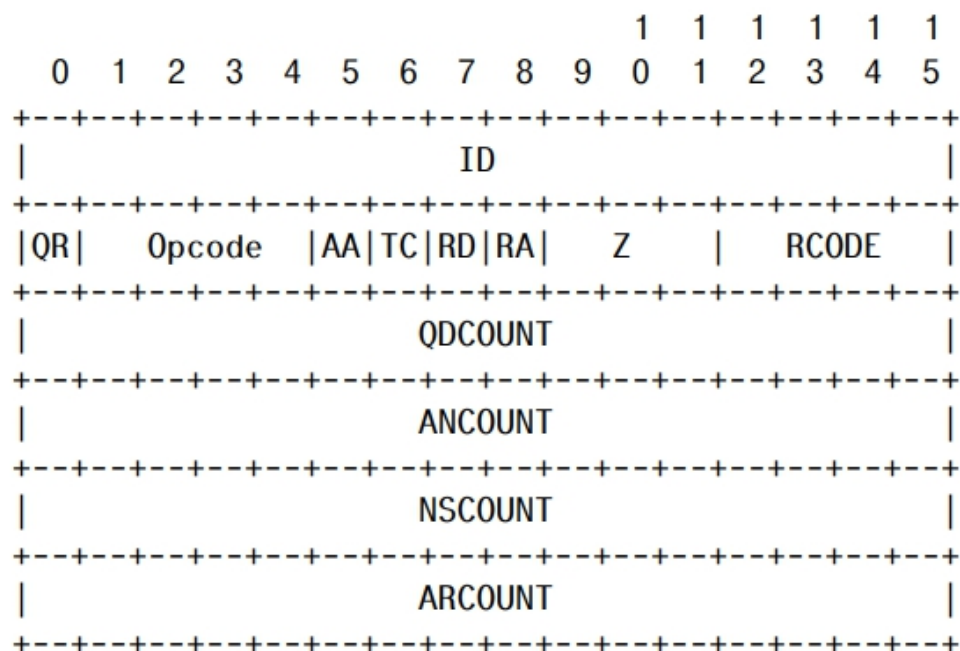 1  1  1  1  1  1
  0  1  2  3  4  5  6  7  8  9  0  1  2  3  4  5
+--+--+--+--+--+--+--+--+--+--+--+--+--+--+--+--+
|                      ID                       |
+--+--+--+--+--+--+--+--+--+--+--+--+--+--+--+--+
|QR|   Opcode  |AA|TC|RD|RA|   Z    |   RCODE   |
+--+--+--+--+--+--+--+--+--+--+--+--+--+--+--+--+
|                    QDCOUNT                    |
+--+--+--+--+--+--+--+--+--+--+--+--+--+--+--+--+
|                    ANCOUNT                    |
+--+--+--+--+--+--+--+--+--+--+--+--+--+--+--+--+
|                    NSCOUNT                    |
+--+--+--+--+--+--+--+--+--+--+--+--+--+--+--+--+
|                    ARCOUNT                    |
+--+--+--+--+--+--+--+--+--+--+--+--+--+--+--+--+